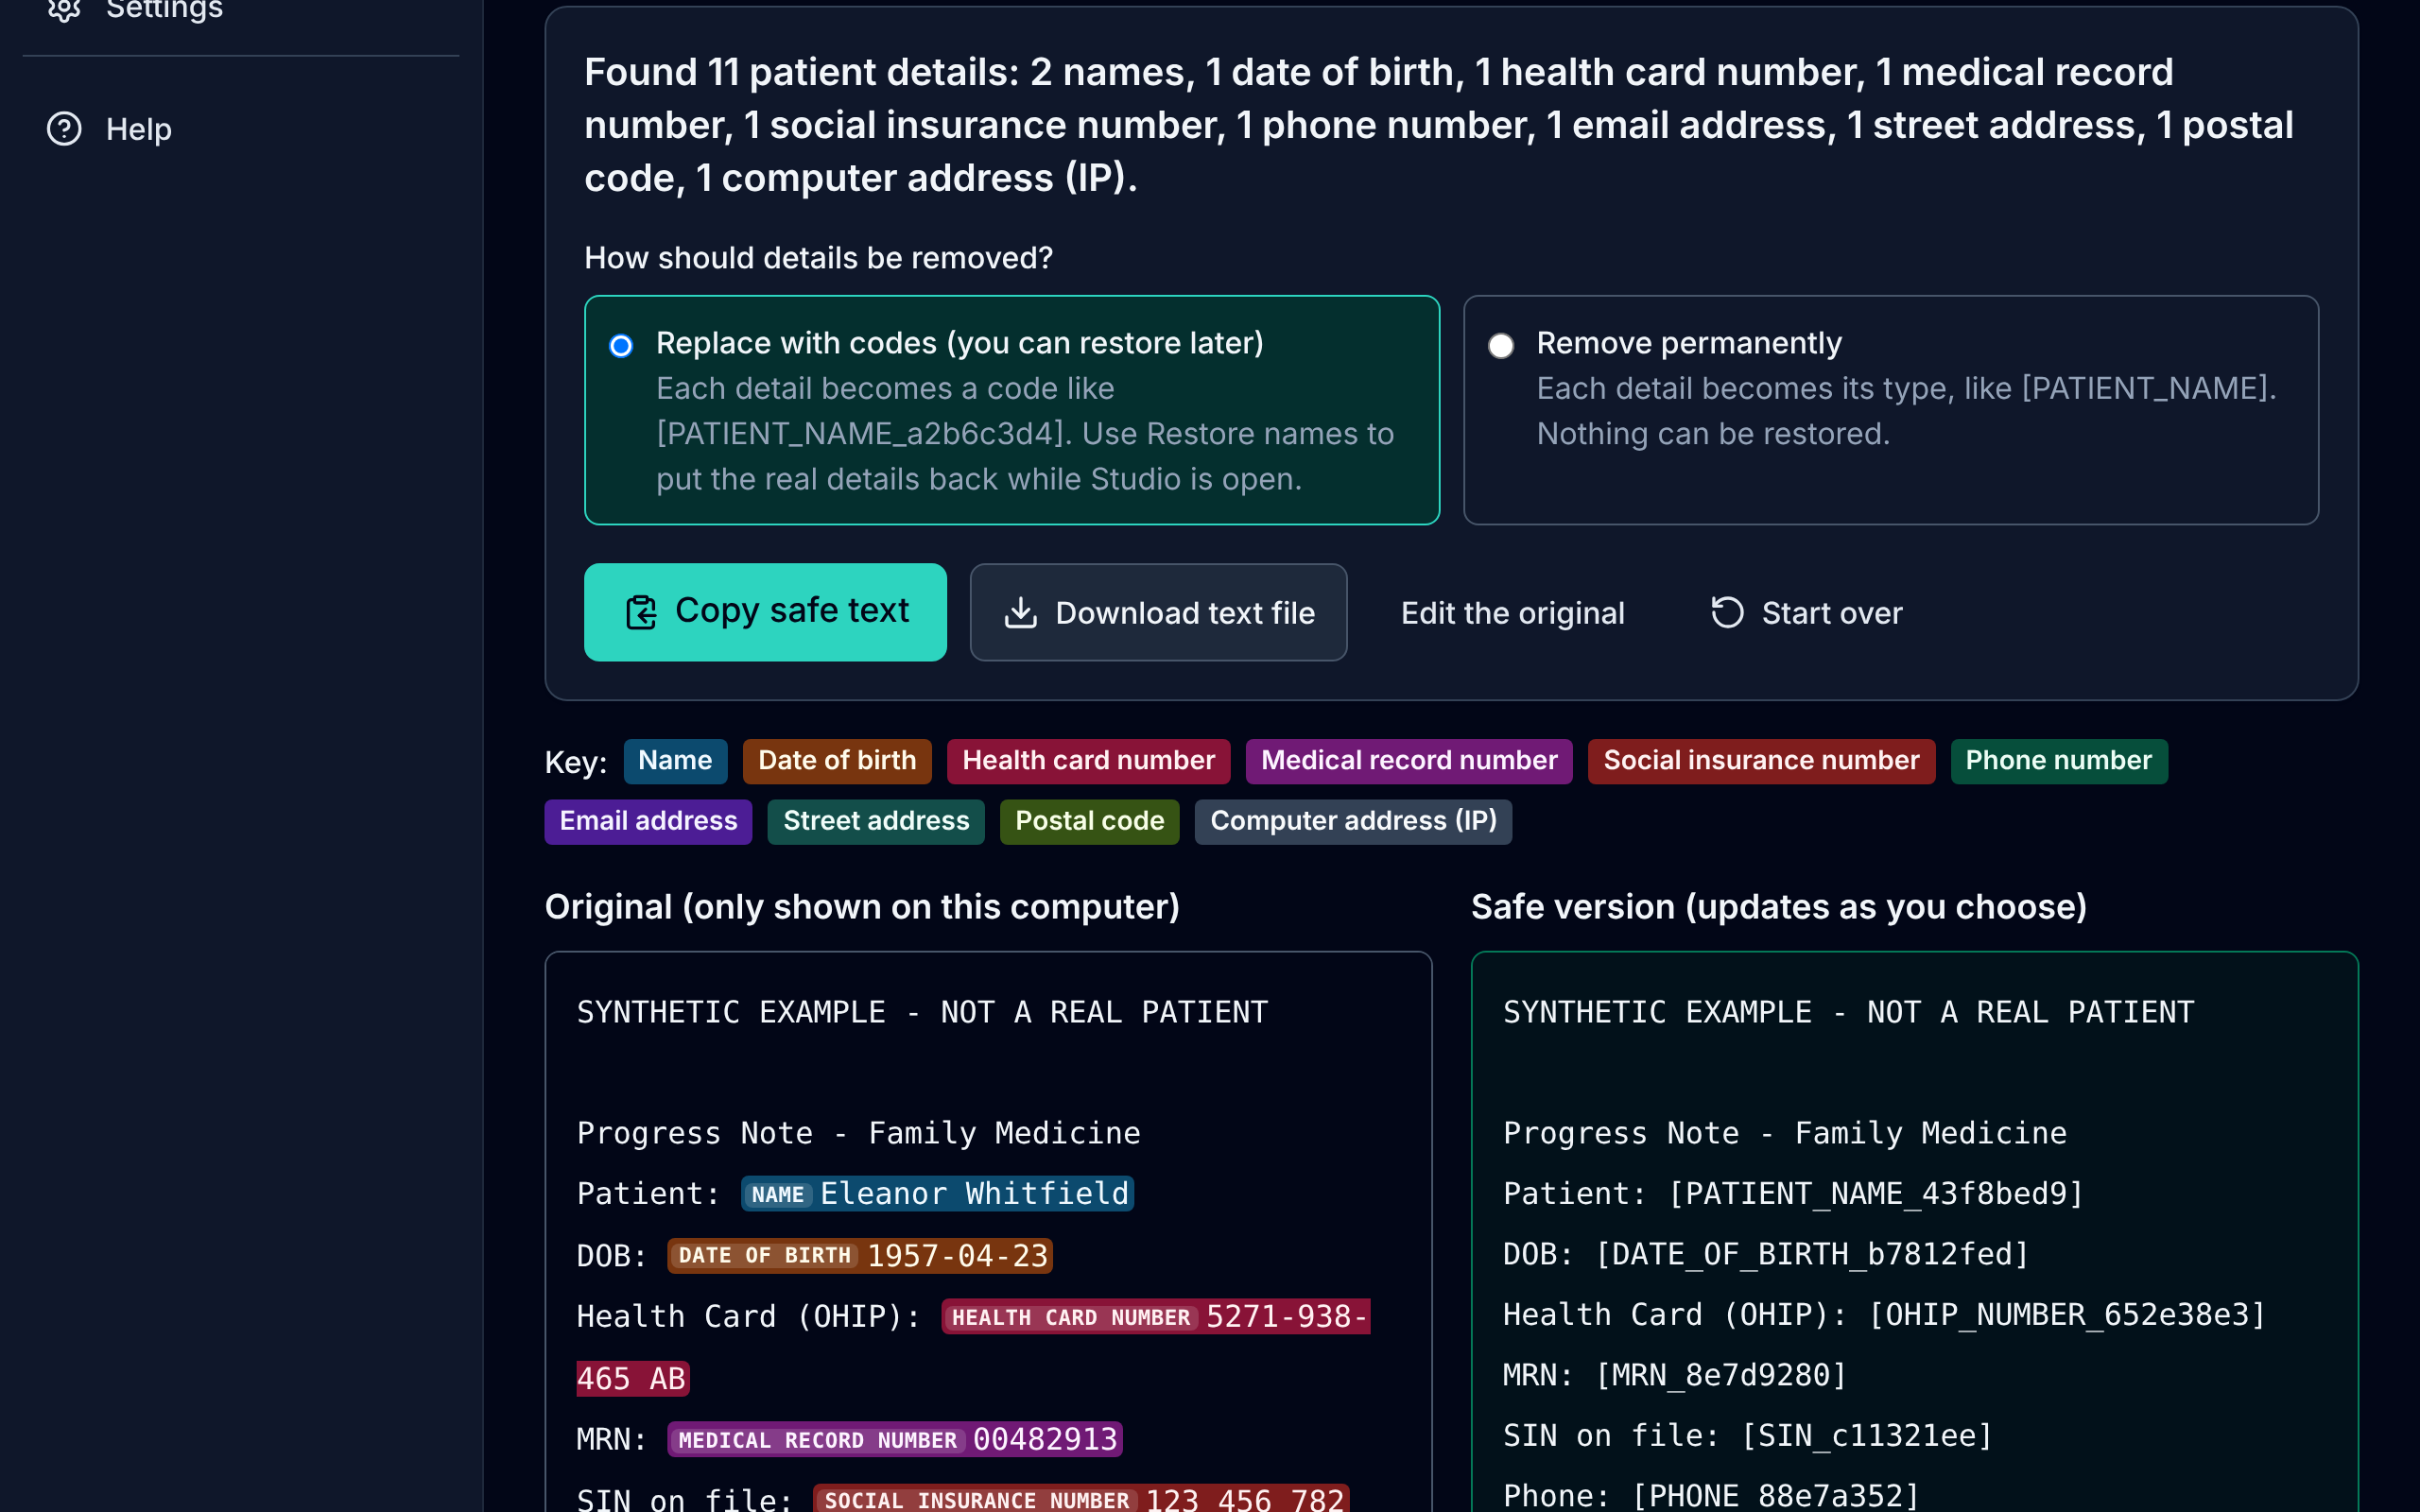 Settings
Help
Found 11 patient details: 2 names, 1 date of birth, 1 health card number, 1 medical record
number, 1 social insurance number, 1 phone number, 1 email address, 1 street address, 1 postal
code, 1 computer address (IP).
How should details be removed?
Replace with codes (you can restore later)
Each detail becomes a code like
[PATIENT_NAME_a2b6c3d4]. Use Restore names to
put the real details back while Studio is open.
Remove permanently
Each detail becomes its type, like [PATIENT_NAME].
Nothing can be restored.
Copy safe text
Download text file
Edit the original
Start over
Key: Name Date of birth Health card number Medical record number Social insurance number Phone number
Email address Street address Postal code Computer address (IP)
Original (only shown on this computer)
SYNTHETIC EXAMPLE - NOT A REAL PATIENT
Progress Note - Family Medicine
Patient: NAME Eleanor Whitfield
DOB: DATE OF BIRTH 1957-04-23
Health Card (OHIP): HEALTH CARD NUMBER 5271-938-
465 AB
MRN: MEDICAL RECORD NUMBER 00482913
SIN on file: SOCIAL INSURANCE NUMBER 123 456 782
Safe version (updates as you choose)
SYNTHETIC EXAMPLE - NOT A REAL PATIENT
Progress Note - Family Medicine
Patient: [PATIENT_NAME_43f8bed9]
DOB: [DATE_OF_BIRTH_b7812fed]
Health Card (OHIP): [OHIP_NUMBER_652e38e3]
MRN: [MRN_8e7d9280]
SIN on file: [SIN_c11321ee]
Phone: [PHONE_88e7a352]